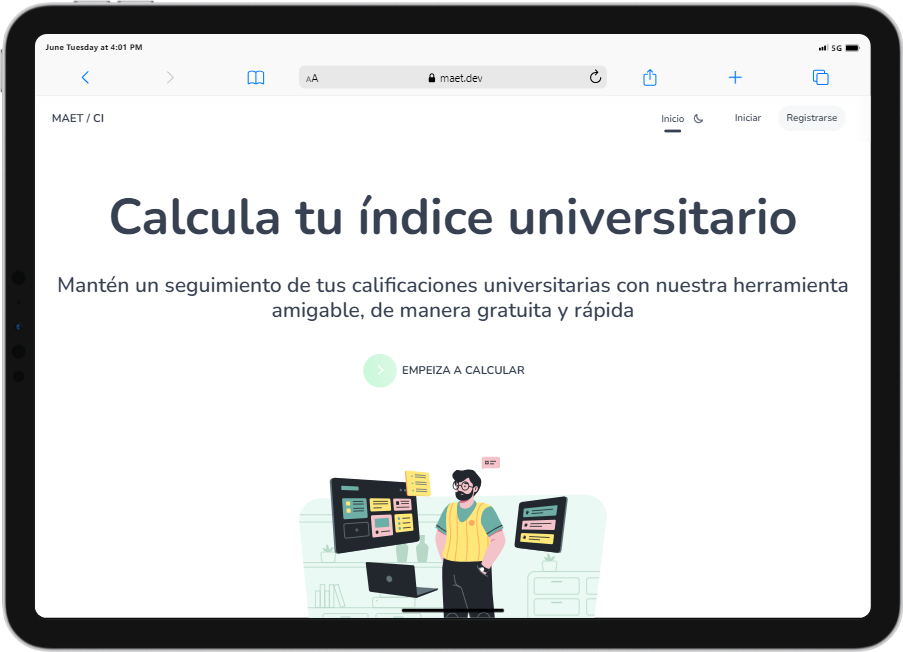 June Tuesday at 4:01 PM
5G
AA
maet.dev
MAET / CI
Inicio
Iniciar
Registrarse
Calcula tu índice universitario
Mantén un seguimiento de tus calificaciones universitarias con nuestra herramienta
amigable, de manera gratuita y rápida
EMPEIZA A CALCULAR